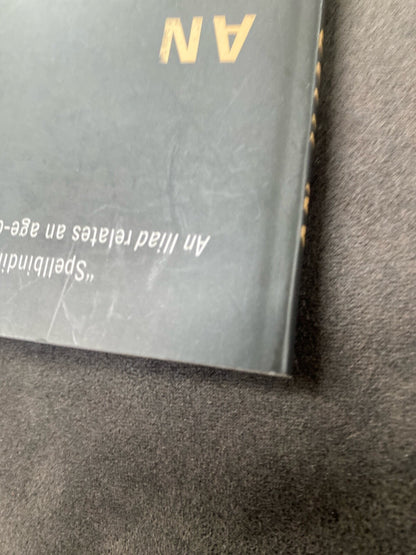 "Spellbindi
An Iliad relates an age-
AN